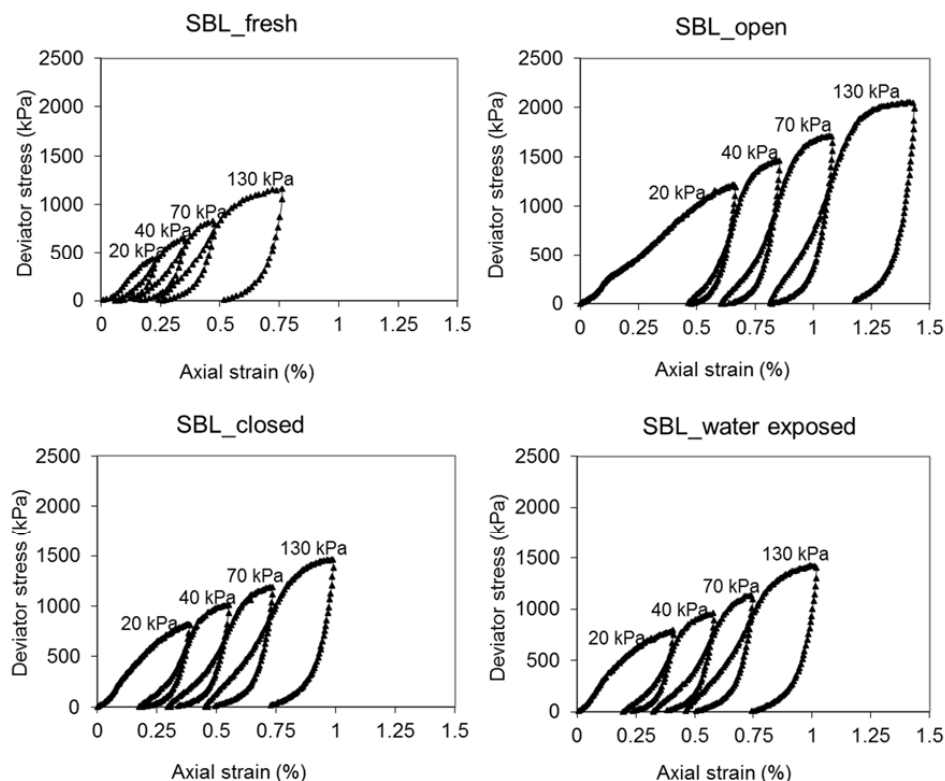 SBL_fresh
2500
2000
1500
1000
500
0
Deviator stress (kPa)
20 kPa
40 kPa
70 kPa
130 kPa
0 0.25 0.5 0.75 1 1.25 1.5
Axial strain (%)
SBL_open
2500
2000
1500
1000
500
0
Deviator stress (kPa)
20 kPa
40 kPa
70 kPa
130 kPa
0 0.25 0.5 0.75 1 1.25 1.5
Axial strain (%)
SBL_closed
2500
2000
1500
1000
500
0
Deviator stress (kPa)
20 kPa
40 kPa
70 kPa
130 kPa
0 0.25 0.5 0.75 1 1.25 1.5
Axial strain (%)
SBL_water exposed
2500
2000
1500
1000
500
0
Deviator stress (kPa)
20 kPa
40 kPa
70 kPa
130 kPa
0 0.25 0.5 0.75 1 1.25 1.5
Axial strain (%)